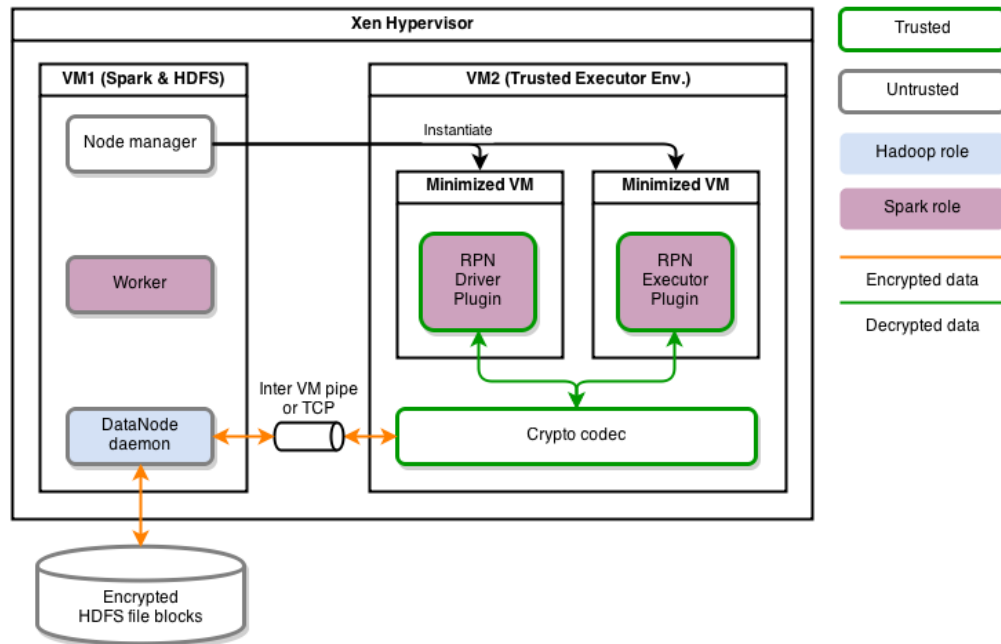 Xen Hypervisor
VM1 (Spark & HDFS)
Node manager
Worker
DataNode
daemon
Inter VM pipe
or TCP
VM2 (Trusted Executor Env.)
Instantiate
Minimized VM
RPN
Driver
Plugin
Minimized VM
RPN
Executor
Plugin
Crypto codec
Encrypted
HDFS file blocks
Trusted
Untrusted
Hadoop role
Spark role
Encrypted data
Decrypted data